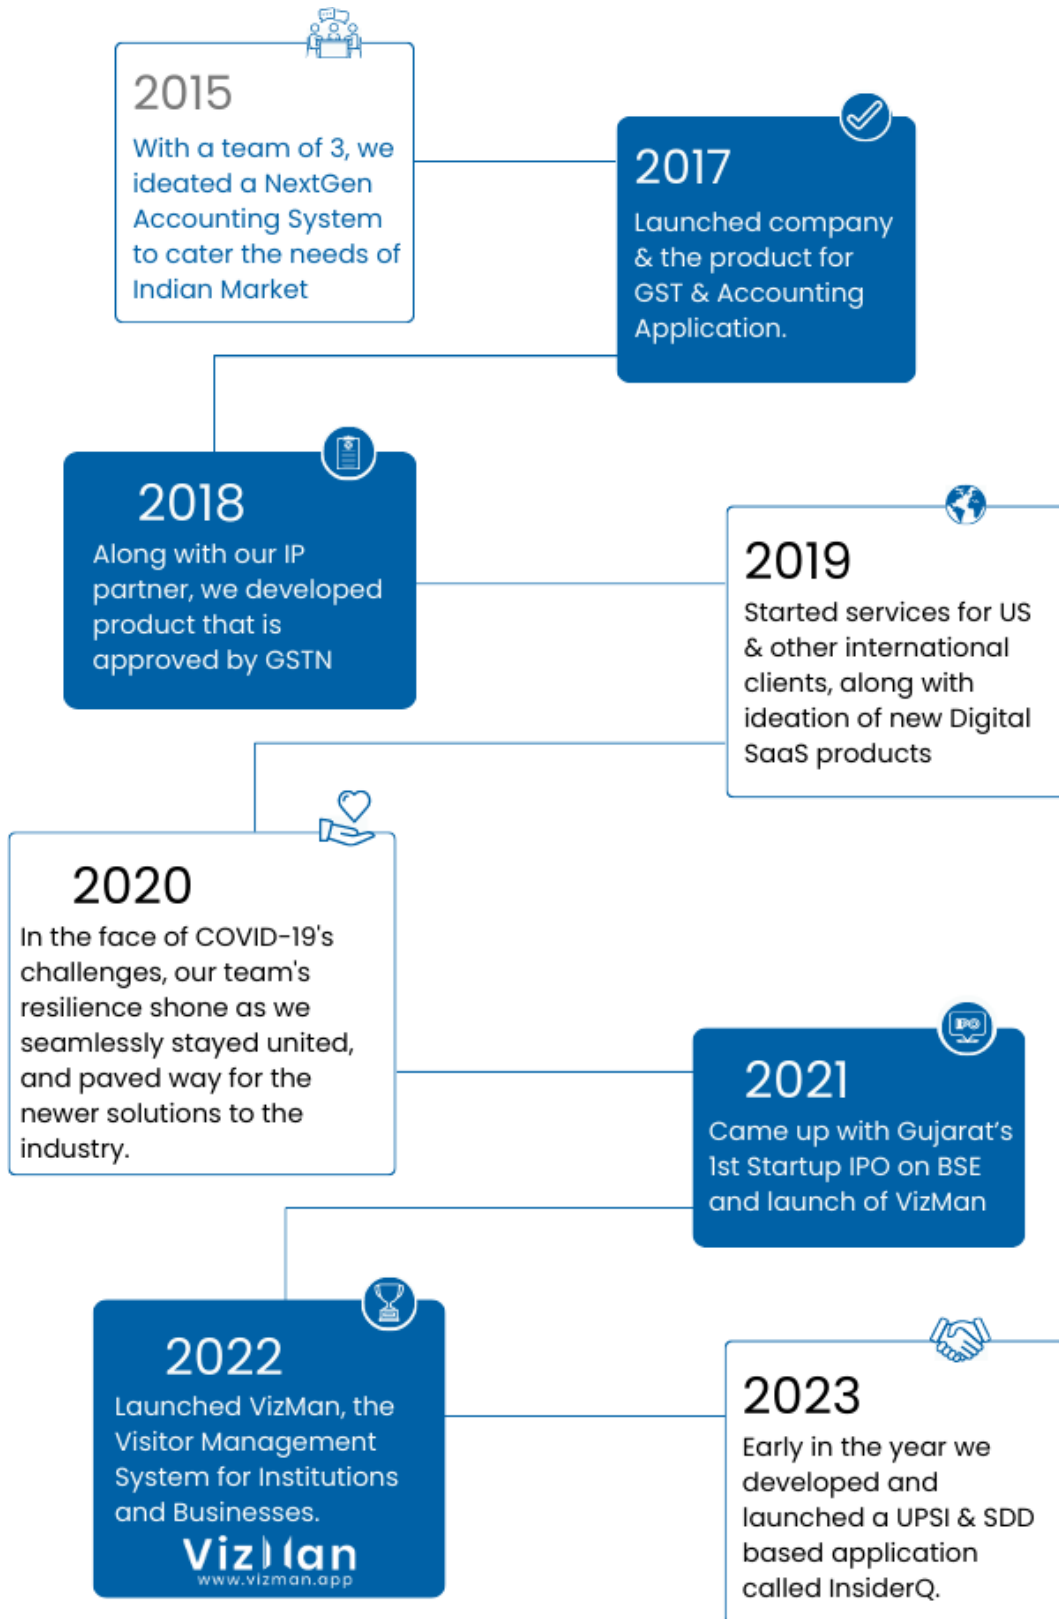 2015
With a team of 3, we
ideated a NextGen
Accounting System
to cater the needs of
Indian Market
2017
Launched company
& the product for
GST & Accounting
Application.
2018
Along with our IP
partner, we developed
product that is
approved by GSTN
2019
Started services for US
& other international
clients, along with
ideation of new Digital
SaaS products
2020
In the face of COVID-19's
challenges, our team's
resilience shone as we
seamlessly stayed united,
and paved way for the
newer solutions to the
industry.
IPO
2021
Came up with Gujarat’s
1st Startup IPO on BSE
and launch of VizMan
2022
Launched VizMan, the
Visitor Management
System for Institutions
and Businesses.
VizMan
www.vizman.app
2023
Early in the year we
developed and
launched a UPSI & SDD
based application
called InsiderQ.